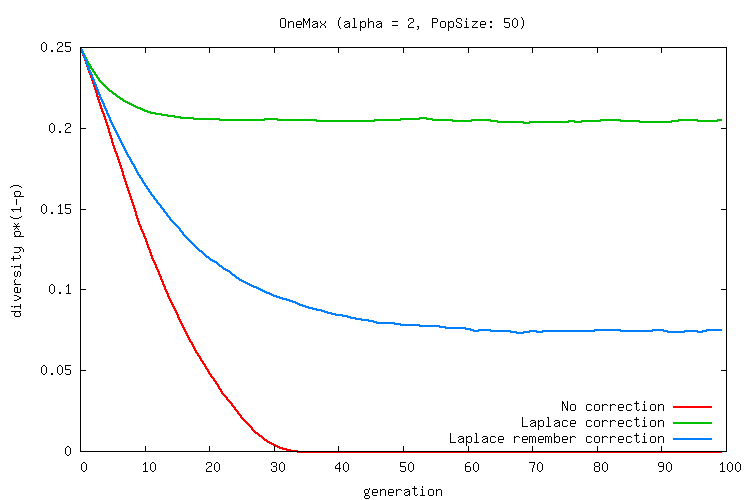 OneMax (alpha = 2, PopSize: 50)
0.25
0.2
0.15
0.1
0.05
0
diversity p*(1-p)
No correction
Laplace correction
Laplace remember correction
0 10 20 30 40 50 60 70 80 90 100
generation